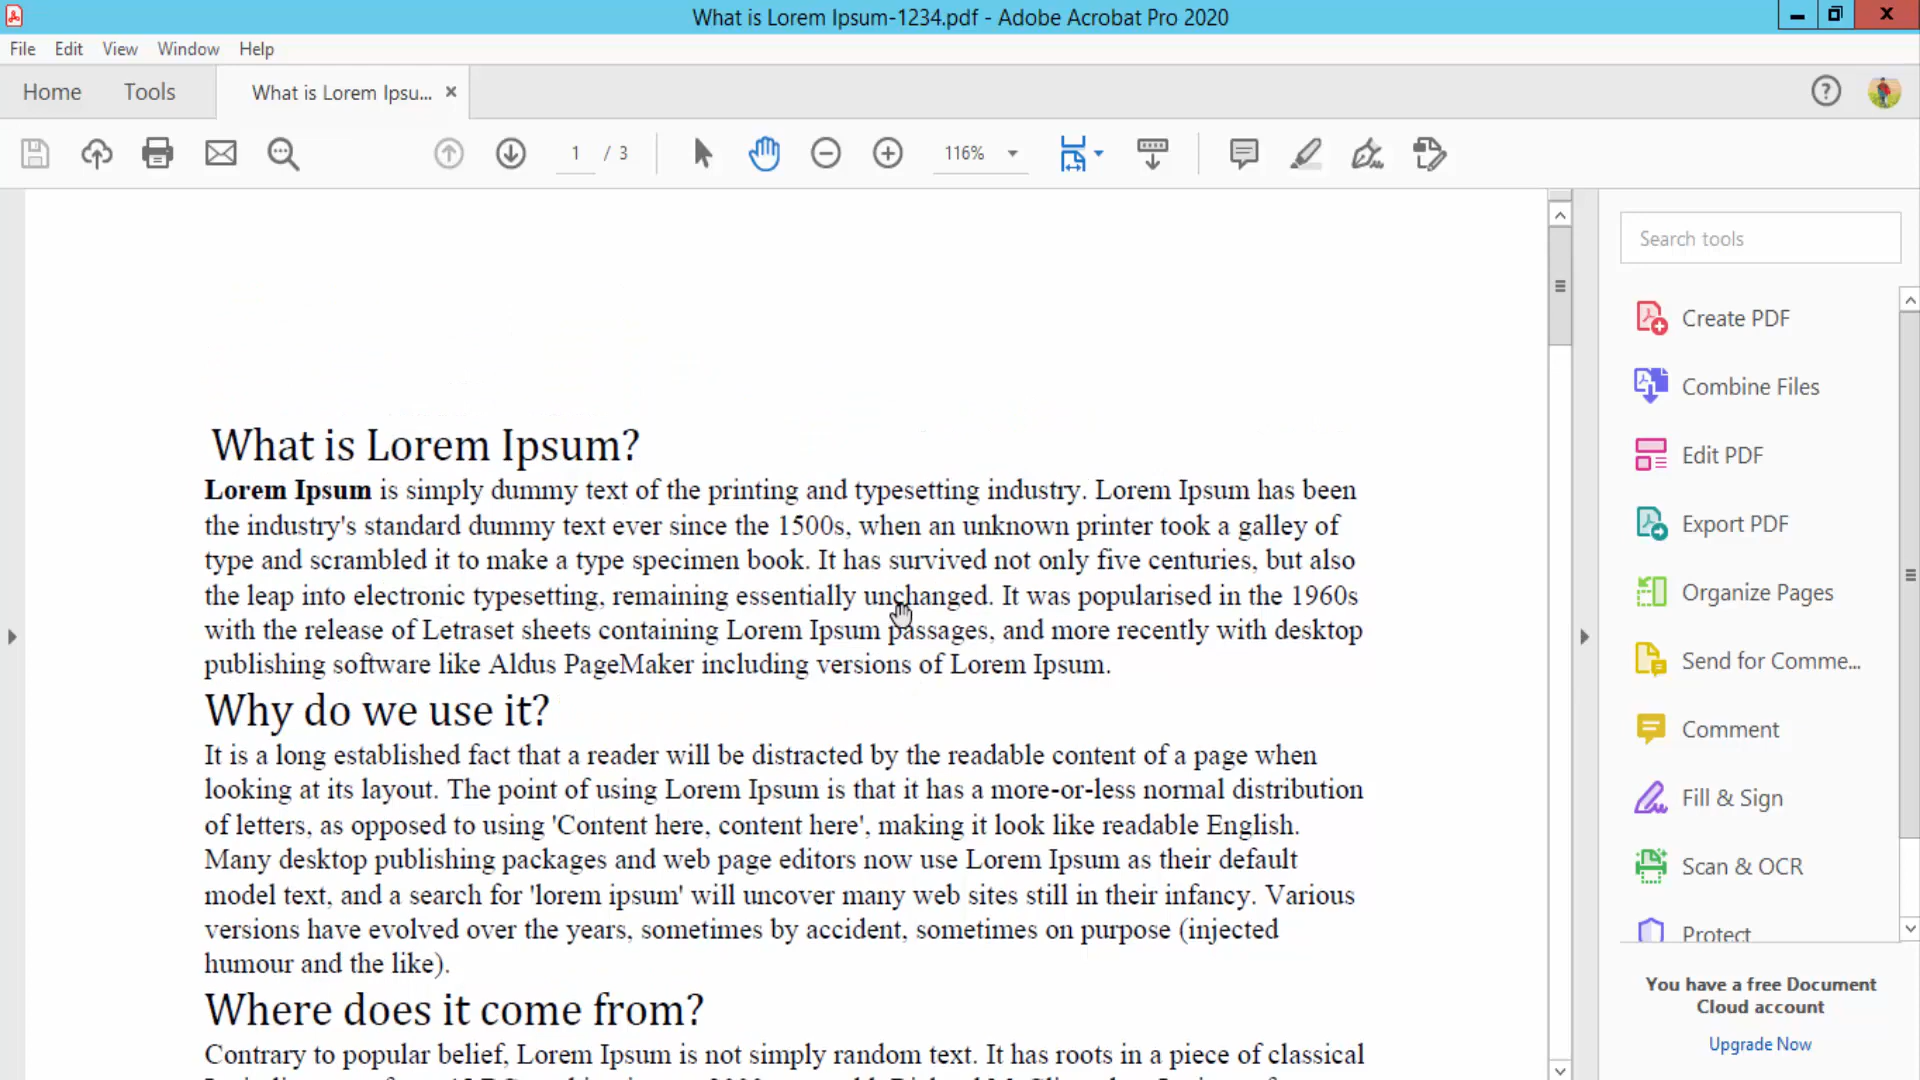 What is Lorem Ipsum-1234.pdf - Adobe Acrobat Pro 2020
File Edit View Window Help
Home Tools What is Lorem Ipsu... ×
1 / 3 116%
Search tools
Create PDF
Combine Files
Edit PDF
Export PDF
Organize Pages
Send for Comme...
Comment
Fill & Sign
Scan & OCR
Protect
You have a free Document
Cloud account
Upgrade Now
What is Lorem Ipsum?
Lorem Ipsum is simply dummy text of the printing and typesetting industry. Lorem Ipsum has been
the industry's standard dummy text ever since the 1500s, when an unknown printer took a galley of
type and scrambled it to make a type specimen book. It has survived not only five centuries, but also
the leap into electronic typesetting, remaining essentially unchanged. It was popularised in the 1960s
with the release of Letraset sheets containing Lorem Ipsum passages, and more recently with desktop
publishing software like Aldus PageMaker including versions of Lorem Ipsum.
Why do we use it?
It is a long established fact that a reader will be distracted by the readable content of a page when
looking at its layout. The point of using Lorem Ipsum is that it has a more-or-less normal distribution
of letters, as opposed to using 'Content here, content here', making it look like readable English.
Many desktop publishing packages and web page editors now use Lorem Ipsum as their default
model text, and a search for 'lorem ipsum' will uncover many web sites still in their infancy. Various
versions have evolved over the years, sometimes by accident, sometimes on purpose (injected
humour and the like).
Where does it come from?
Contrary to popular belief, Lorem Ipsum is not simply random text. It has roots in a piece of classical